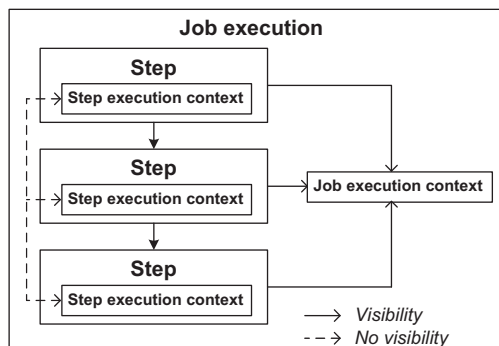 Job execution
Step
Step execution context
Step
Step execution context
Job execution context
Step
Step execution context
Visibility
No visibility